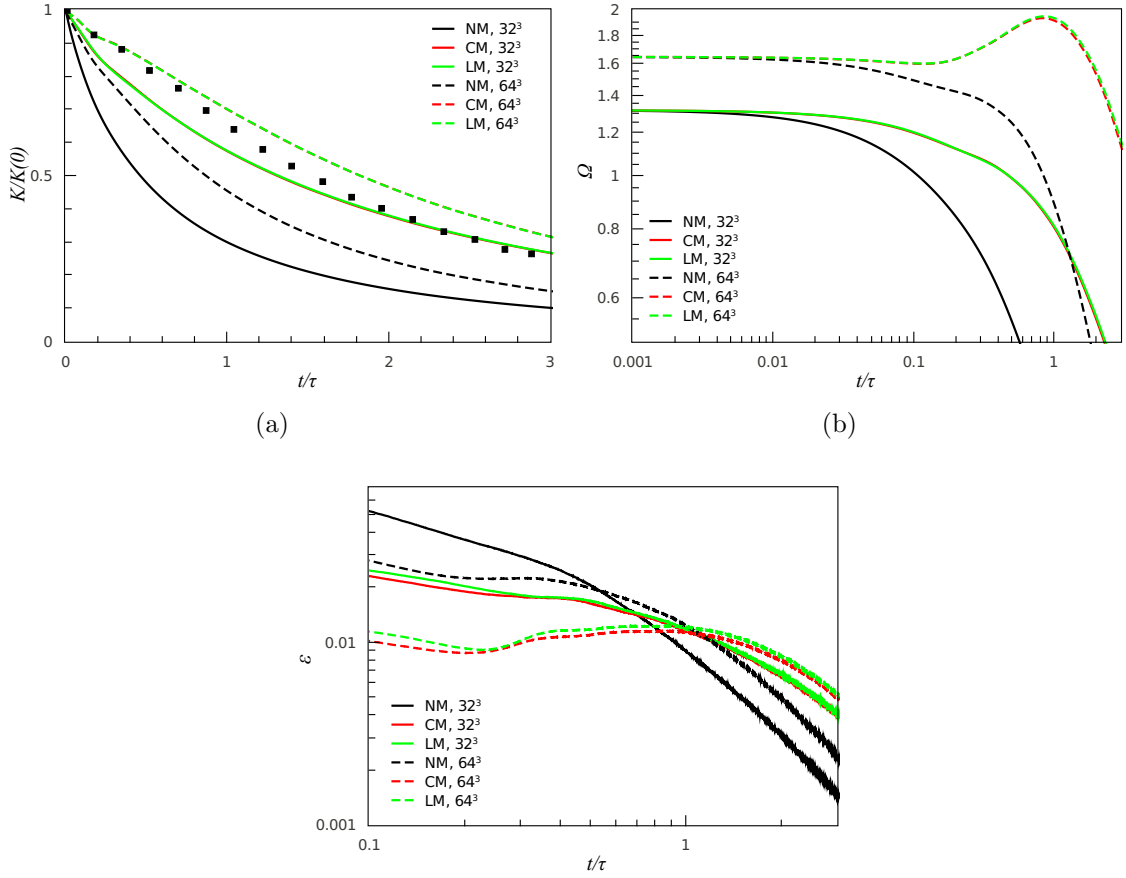 1
0.5
0
K/K(0)
NM, 32³
CM, 32³
LM, 32³
NM, 64³
CM, 64³
LM, 64³
0 1 2 3
t/τ
(a)
2
1.8
1.6
1.4
1.2
1
0.8
0.6
Ω
NM, 32³
CM, 32³
LM, 32³
NM, 64³
CM, 64³
LM, 64³
0.001 0.01 0.1 1
t/τ
(b)
0.01
0.001
ε
NM, 32³
CM, 32³
LM, 32³
NM, 64³
CM, 64³
LM, 64³
0.1 1
t/τ